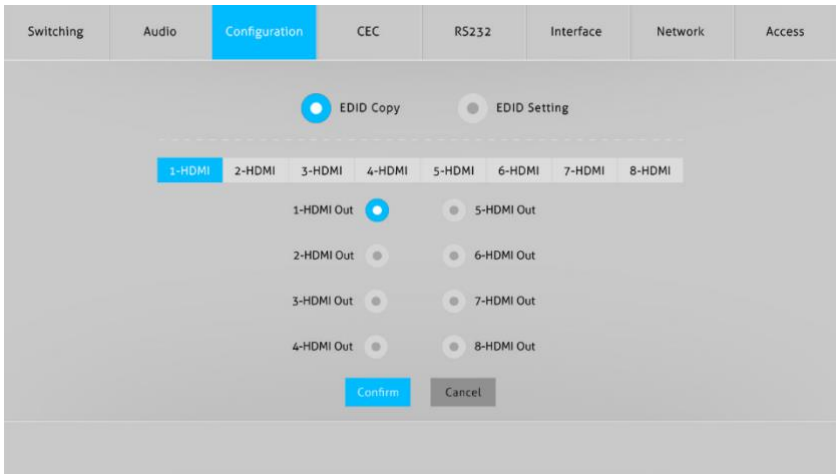 Switching Audio Configuration CEC RS232 Interface Network Access
EDID Copy EDID Setting
1-HDMI 2-HDMI 3-HDMI 4-HDMI 5-HDMI 6-HDMI 7-HDMI 8-HDMI
1-HDMI Out 5-HDMI Out
2-HDMI Out 6-HDMI Out
3-HDMI Out 7-HDMI Out
4-HDMI Out 8-HDMI Out
Confirm Cancel